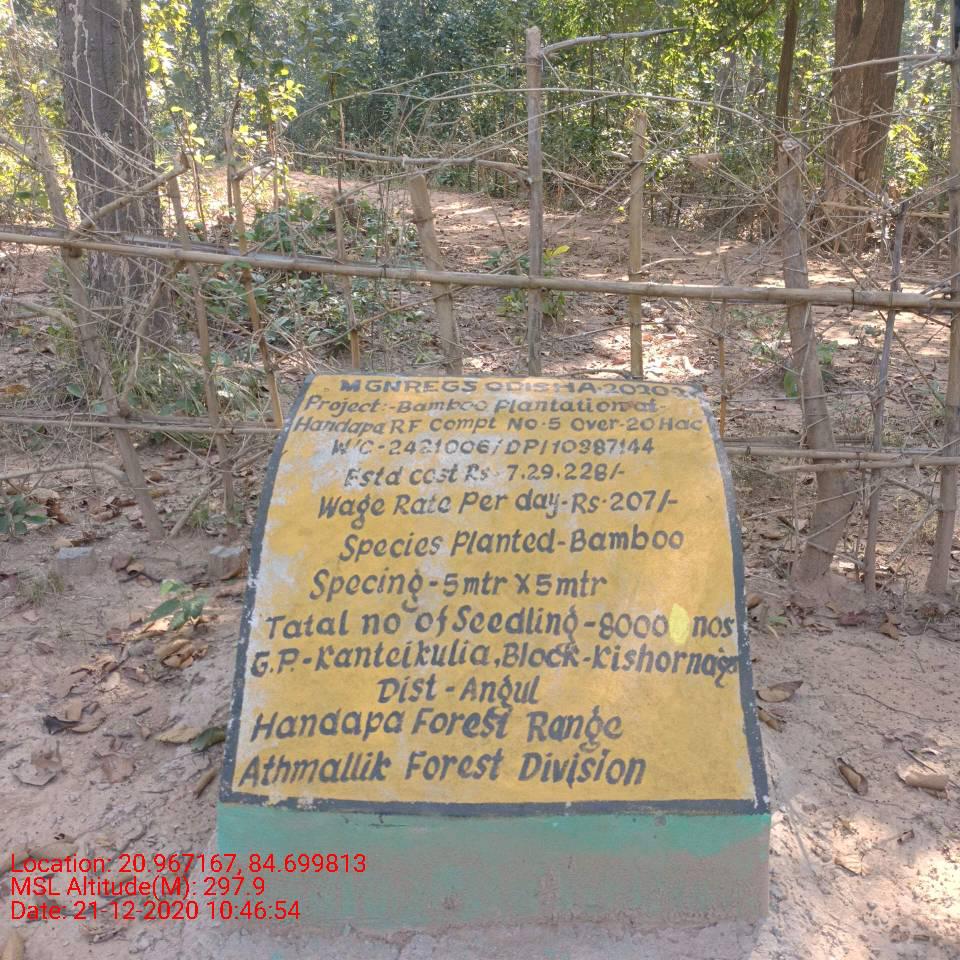 MGNREGS ODISHA-2020
Project:-Bamboo Plantation at-
Handapa RF Compt No-5 Over-20 Hac
W/C-2421006/DP/10387144
Estd cost Rs-7.29.228/-
Wage Rate Per day-Rs-207/-
Species Planted-Bamboo
Specing-5mtr X 5mtr
Tatal no of Seedling-8000 nos
G.P.-Kanteikulia, Block-Kishornagar
Dist-Angul
Handapa Forest Range
Athmallik Forest Division
Location: 20.967167, 84.699813
MSL Altitude(M): 297.9
Date: 21-12-2020 10:46:54